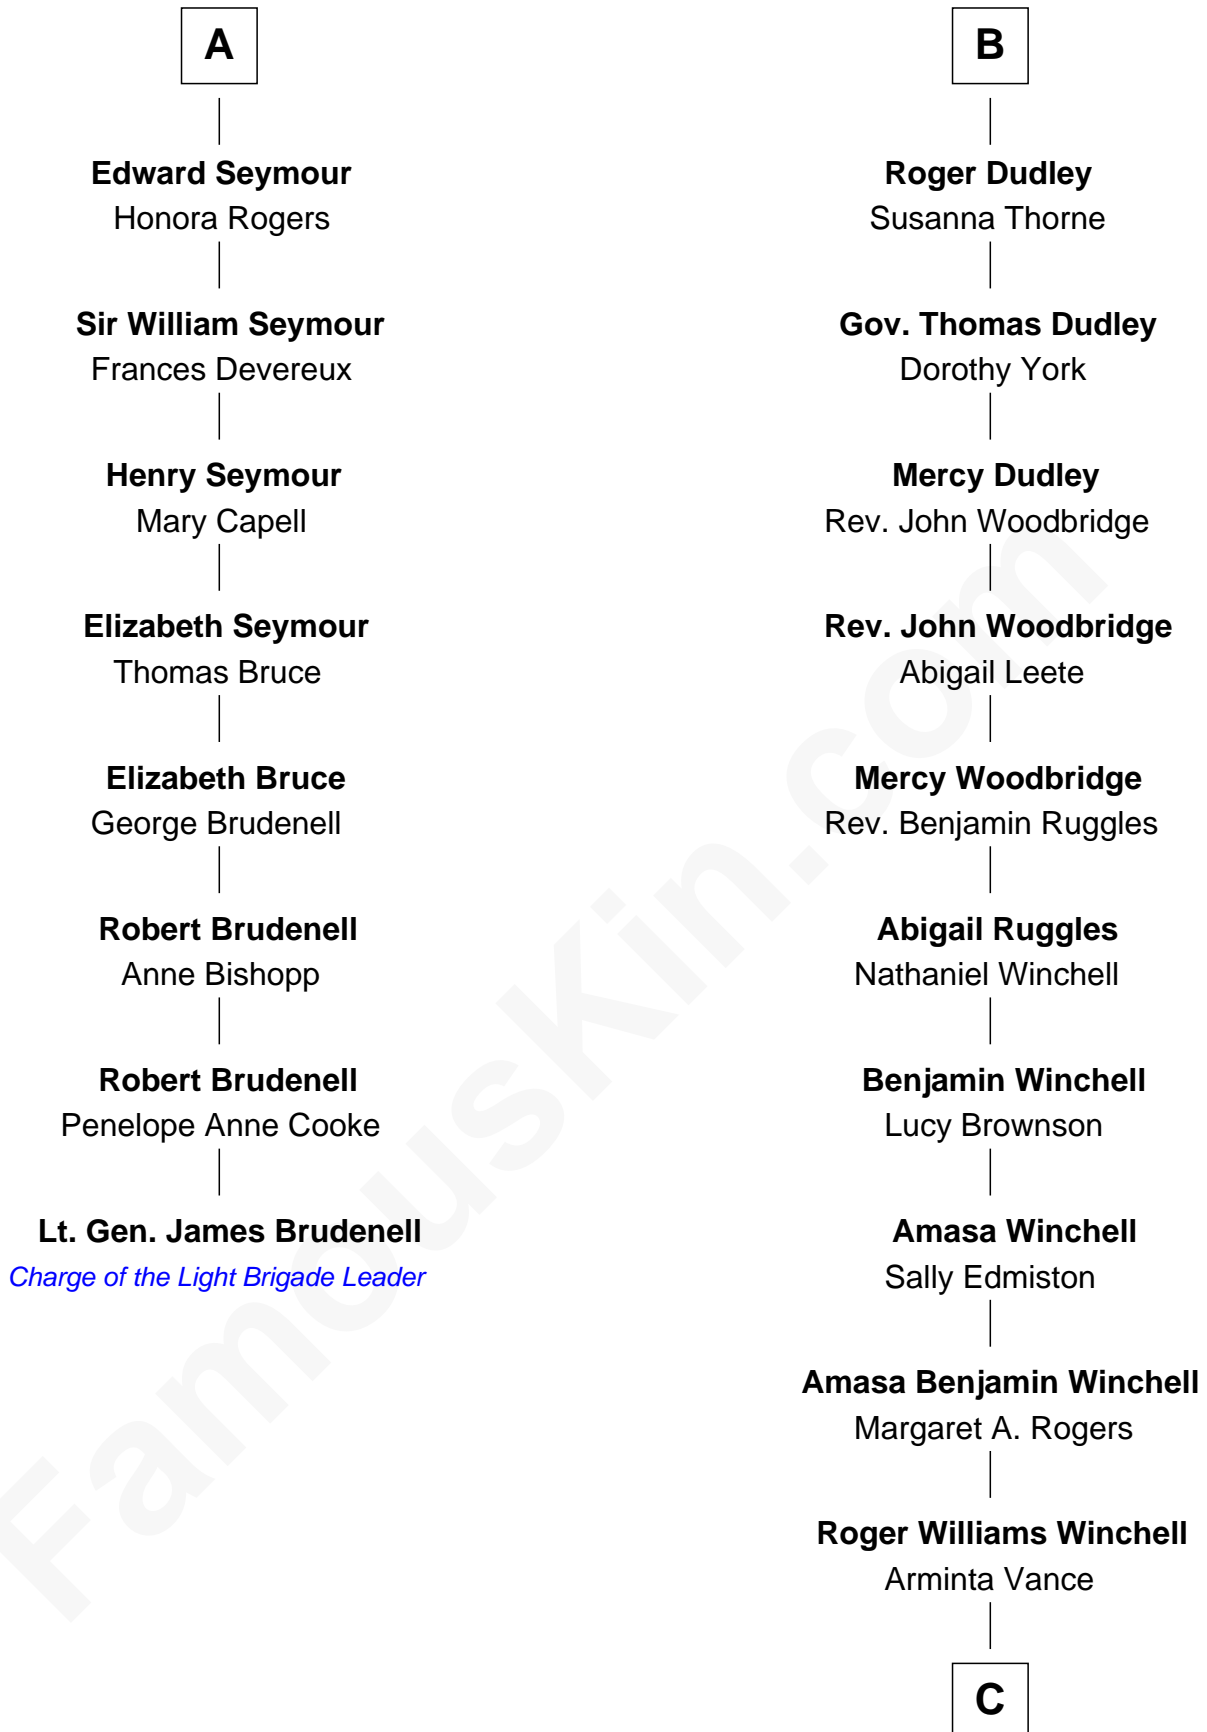 A
Edward Seymour
Honora Rogers
Sir William Seymour
Frances Devereux
Henry Seymour
Mary Capell
Elizabeth Seymour
Thomas Bruce
Elizabeth Bruce
George Brudenell
Robert Brudenell
Anne Bishopp
Robert Brudenell
Penelope Anne Cooke
Lt. Gen. James Brudenell
Charge of the Light Brigade Leader
B
Roger Dudley
Susanna Thorne
Gov. Thomas Dudley
Dorothy York
Mercy Dudley
Rev. John Woodbridge
Rev. John Woodbridge
Abigail Leete
Mercy Woodbridge
Rev. Benjamin Ruggles
Abigail Ruggles
Nathaniel Winchell
Benjamin Winchell
Lucy Brownson
Amasa Winchell
Sally Edmiston
Amasa Benjamin Winchell
Margaret A. Rogers
Roger Williams Winchell
Arminta Vance
C
FamousKin.com